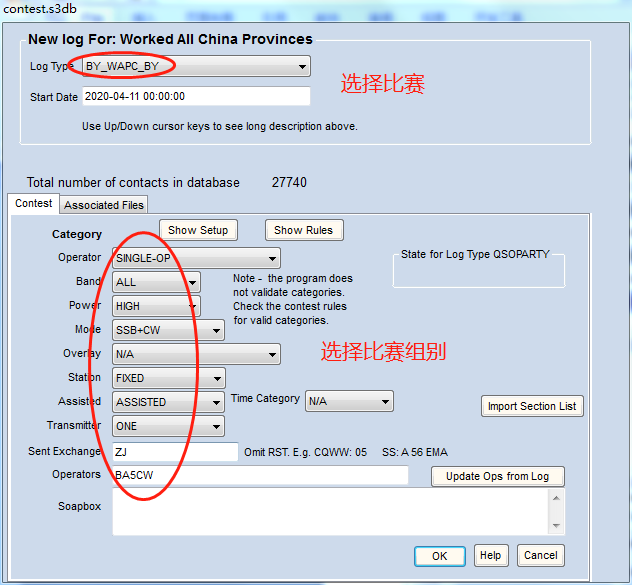 contest.s3db
New log For: Worked All China Provinces
Log Type BY_WAPC_BY
选择比赛
Start Date 2020-04-11 00:00:00
Use Up/Down cursor keys to see long description above.
Total number of contacts in database 27740
Contest Associated Files
Category Show Setup Show Rules
Operator SINGLE-OP
State for Log Type QSOPARTY
Band ALL
Note - the program does
not validate categories.
Check the contest rules
for valid categories.
Power HIGH
Mode SSB+CW
Overlay N/A
选择比赛组别
Station FIXED
Assisted ASSISTED Time Category N/A
Import Section List
Transmitter ONE
Sent Exchange ZJ Omit RST. E.g. CQWW: 05 SS: A 56 EMA
Operators BA5CW Update Ops from Log
Soapbox
OK Help Cancel